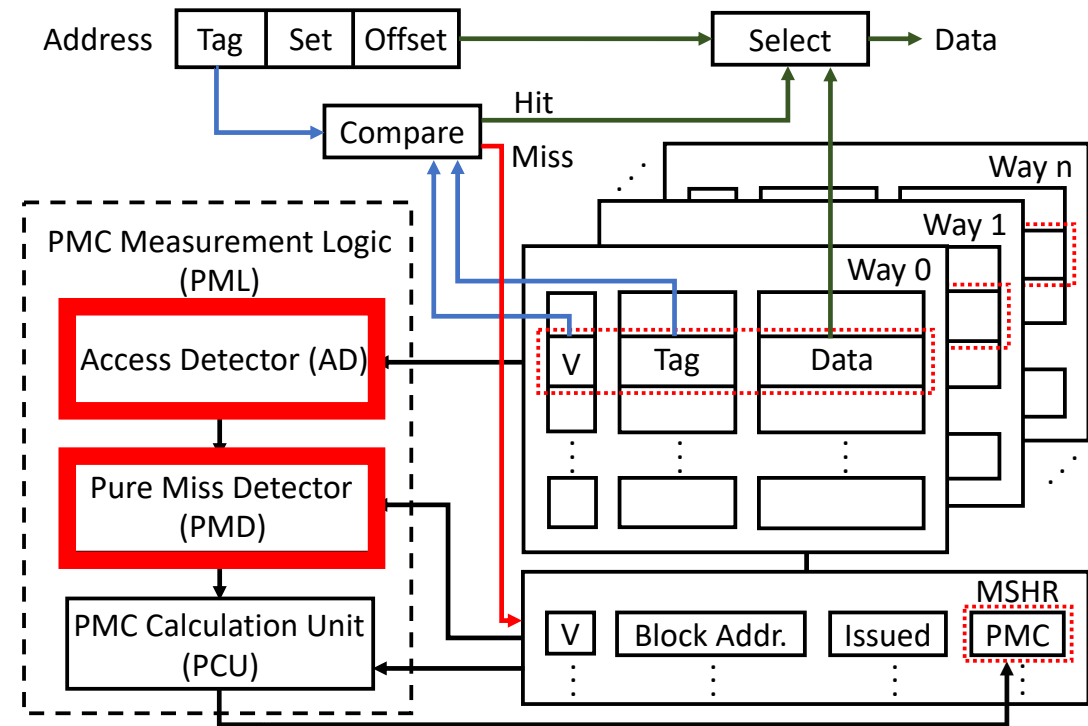 Address
Tag
Set
Offset
Select
Data
Hit
Compare
Miss
Way n
Way 1
Way 0
PMC Measurement Logic
(PML)
Access Detector (AD)
V
Tag
Data
Pure Miss Detector
(PMD)
MSHR
PMC Calculation Unit
(PCU)
V
Block Addr.
Issued
PMC